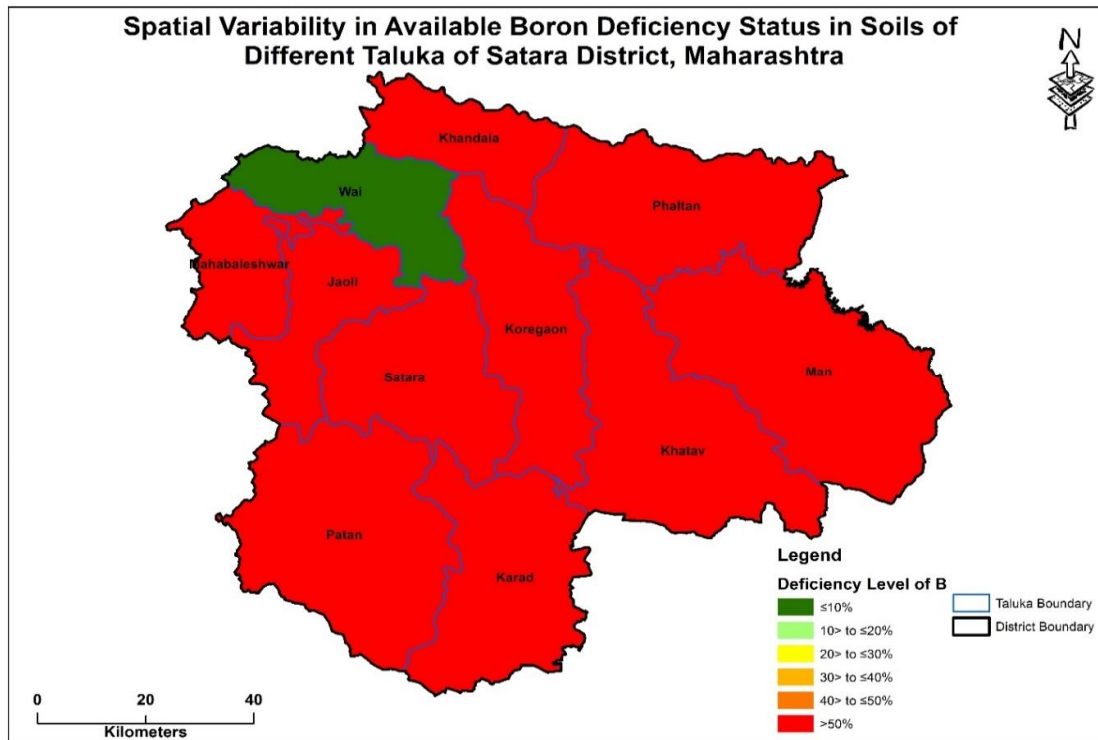 Spatial Variability in Available Boron Deficiency Status in Soils of
Different Taluka of Satara District, Maharashtra
N
Khandala
Wai
Phaltan
Mahabaleshwar
Jaoli
Koregaon
Man
Satara
Khatav
Patan
Karad
Legend
Deficiency Level of B
≤10%
10> to ≤20%
20> to ≤30%
30> to ≤40%
40> to ≤50%
>50%
Taluka Boundary
District Boundary
0 20 40
Kilometers